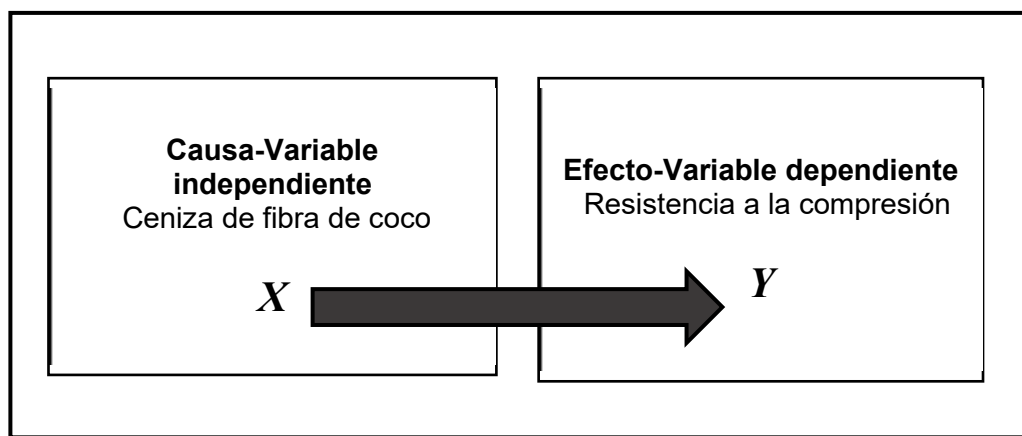 Causa-Variable
independiente
Ceniza de fibra de coco
X
Efecto-Variable dependiente
Resistencia a la compresión
Y